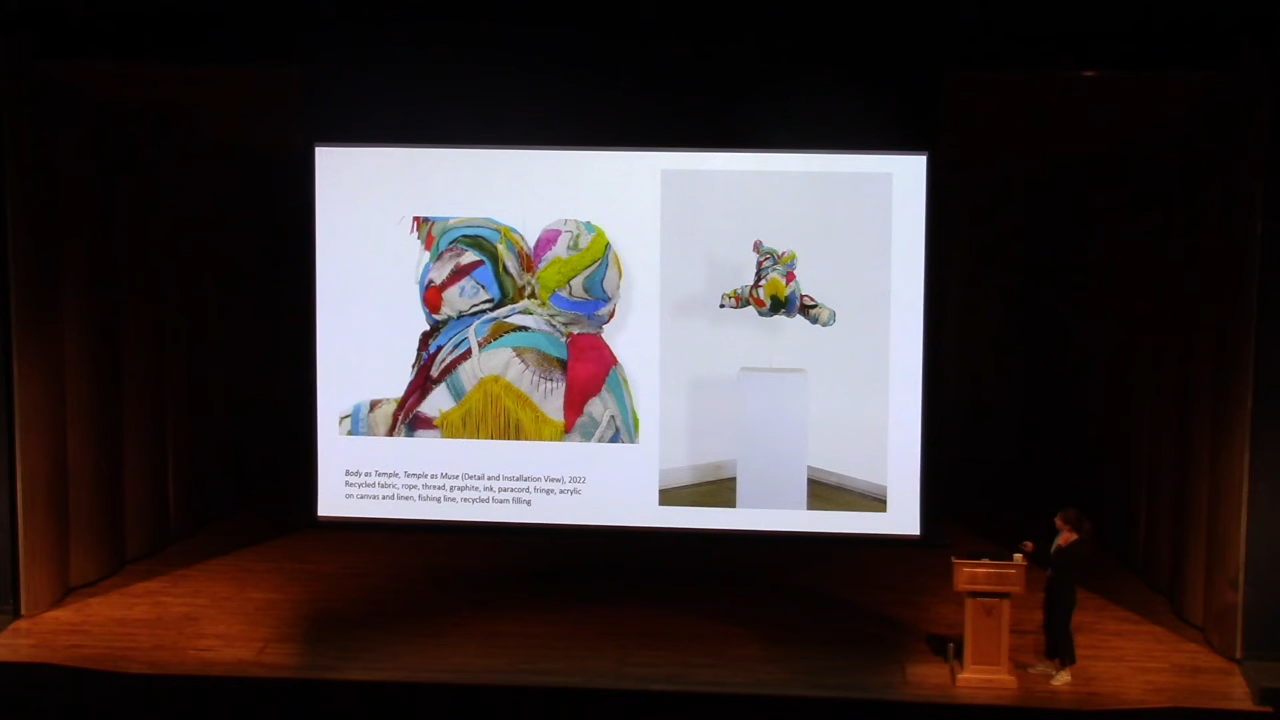 Body as Temple, Temple as Muse (Detail and Installation View), 2022
Recycled fabric, rope, thread, graphite, ink, paracord, fringe, acrylic
on canvas and linen, fishing line, recycled foam filling